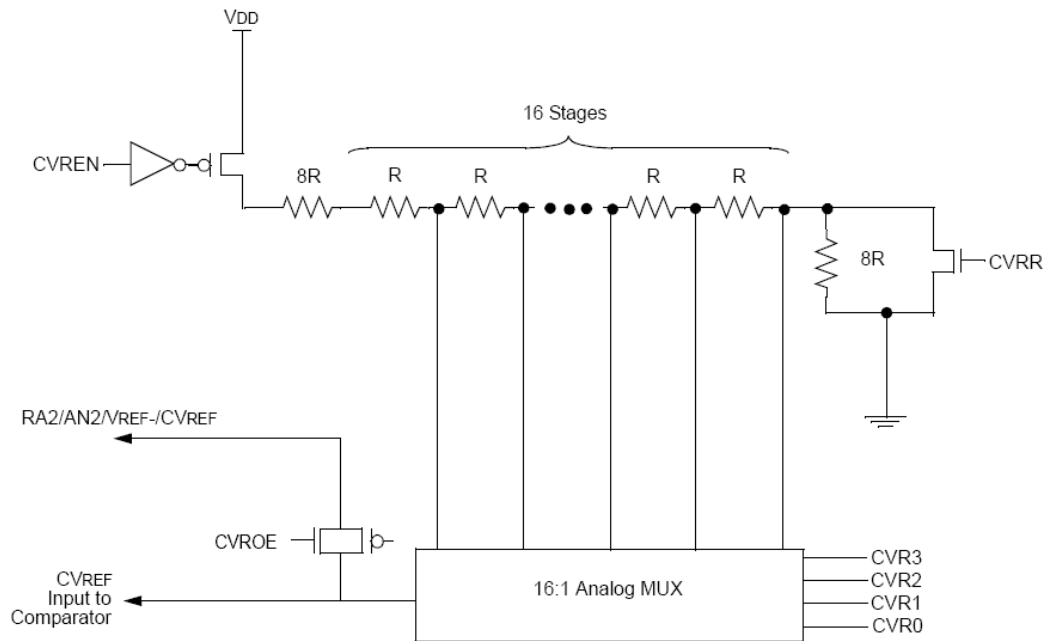 VDD
16 Stages
CVREN
8R
R
R
R
R
8R
CVRR
RA2/AN2/VREF-/CVREF
CVROE
CVREF
Input to
Comparator
16:1 Analog MUX
CVR3
CVR2
CVR1
CVR0